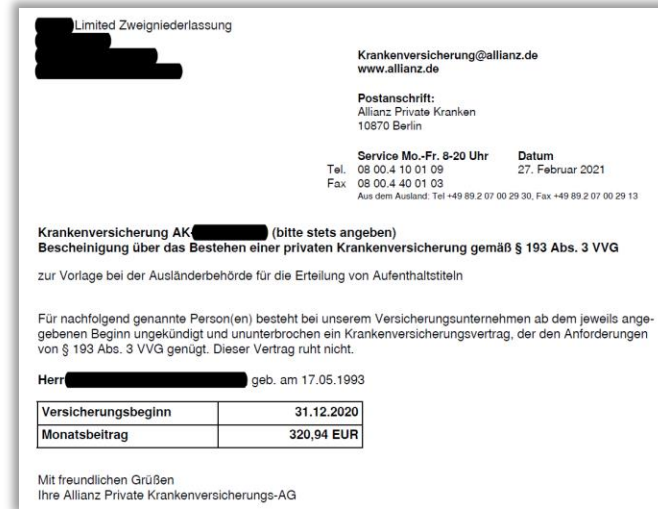 Limited Zweigniederlassung
Krankenversicherung@allianz.de
www.allianz.de
Postanschrift:
Allianz Private Kranken
10870 Berlin
Service Mo.-Fr. 8-20 Uhr Datum
Tel. 08 00.4 10 01 09 27. Februar 2021
Fax 08 00.4 40 01 03
Aus dem Ausland: Tel +49 89.2 07 00 29 30, Fax +49 89.2 07 00 29 13
Krankenversicherung AK- (bitte stets angeben)
Bescheinigung über das Bestehen einer privaten Krankenversicherung gemäß § 193 Abs. 3 VVG
zur Vorlage bei der Ausländerbehörde für die Erteilung von Aufenthaltstiteln
Für nachfolgend genannte Person(en) besteht bei unserem Versicherungsunternehmen ab dem jeweils ange-
gebenen Beginn ungekündigt und ununterbrochen ein Krankenversicherungsvertrag, der den Anforderungen
von § 193 Abs. 3 VVG genügt. Dieser Vertrag ruht nicht.
Herr geb. am 17.05.1993
Versicherungsbeginn 31.12.2020
Monatsbeitrag 320,94 EUR
Mit freundlichen Grüßen
Ihre Allianz Private Krankenversicherungs-AG